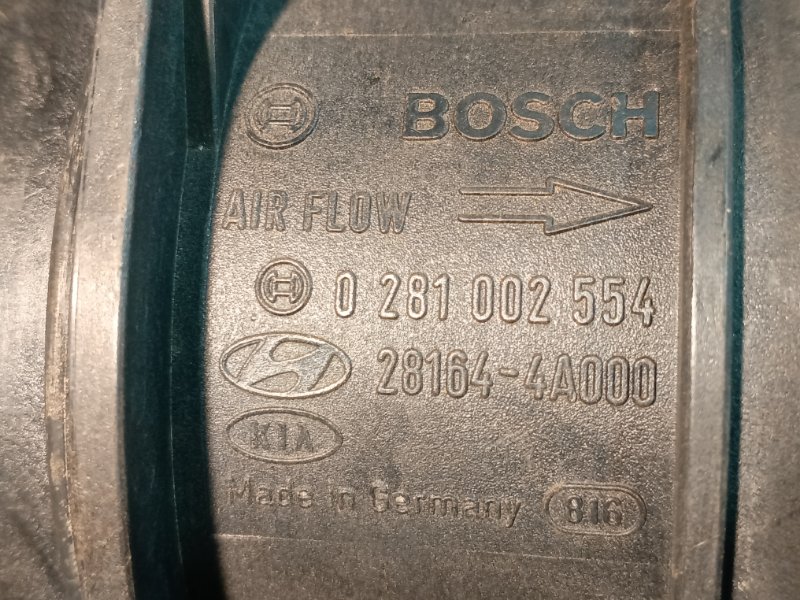 BOSCH
AIR FLOW
0 281 002 554
28164-4A000
KIA
Made in Germany 816